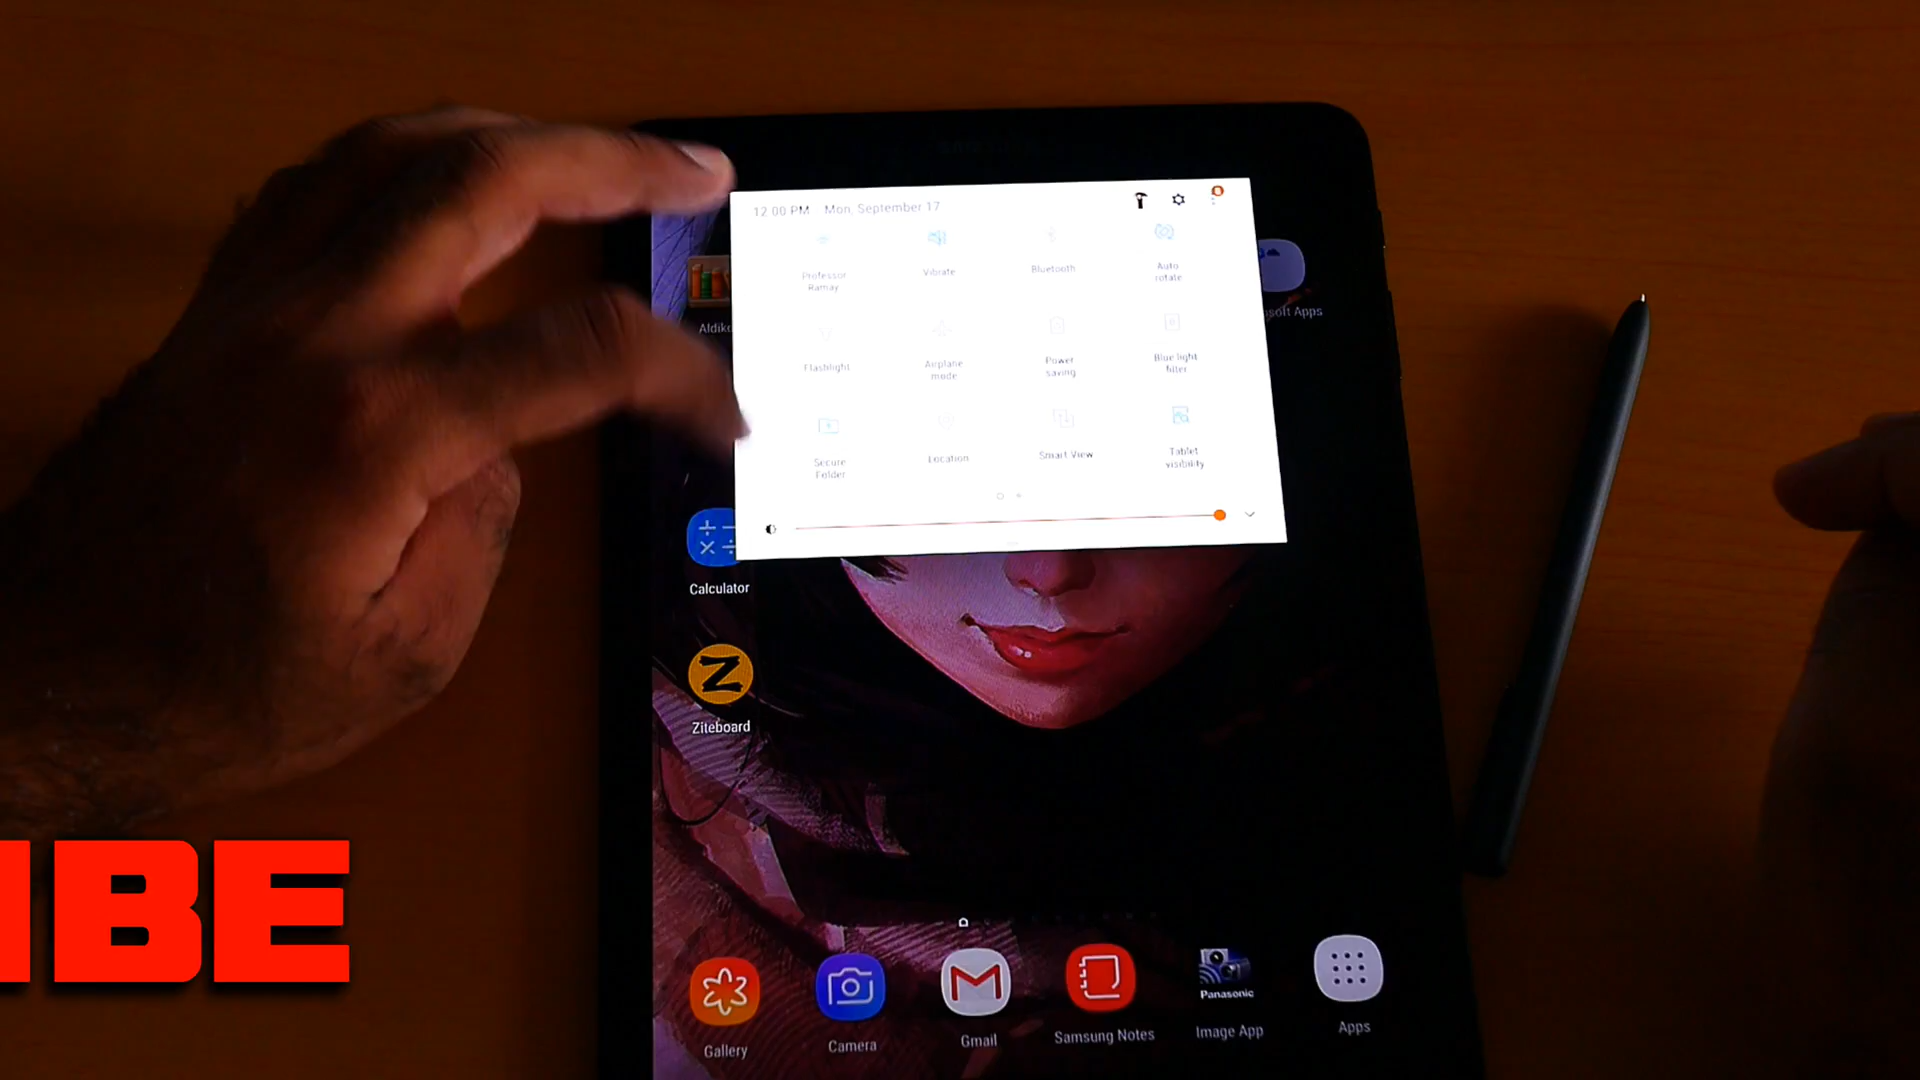 SAMSUNG
12:00 PM Mon, September 17
Professor
Ramay
Vibrate
Bluetooth
Auto
rotate
Aldiko
soft Apps
Flashlight
Airplane
mode
Power
saving
Blue light
filter
Secure
Folder
Location
Smart View
Tablet
visibility
Calculator
Ziteboard
IBE
Panasonic
Gallery
Camera
Gmail
Samsung Notes
Image App
Apps